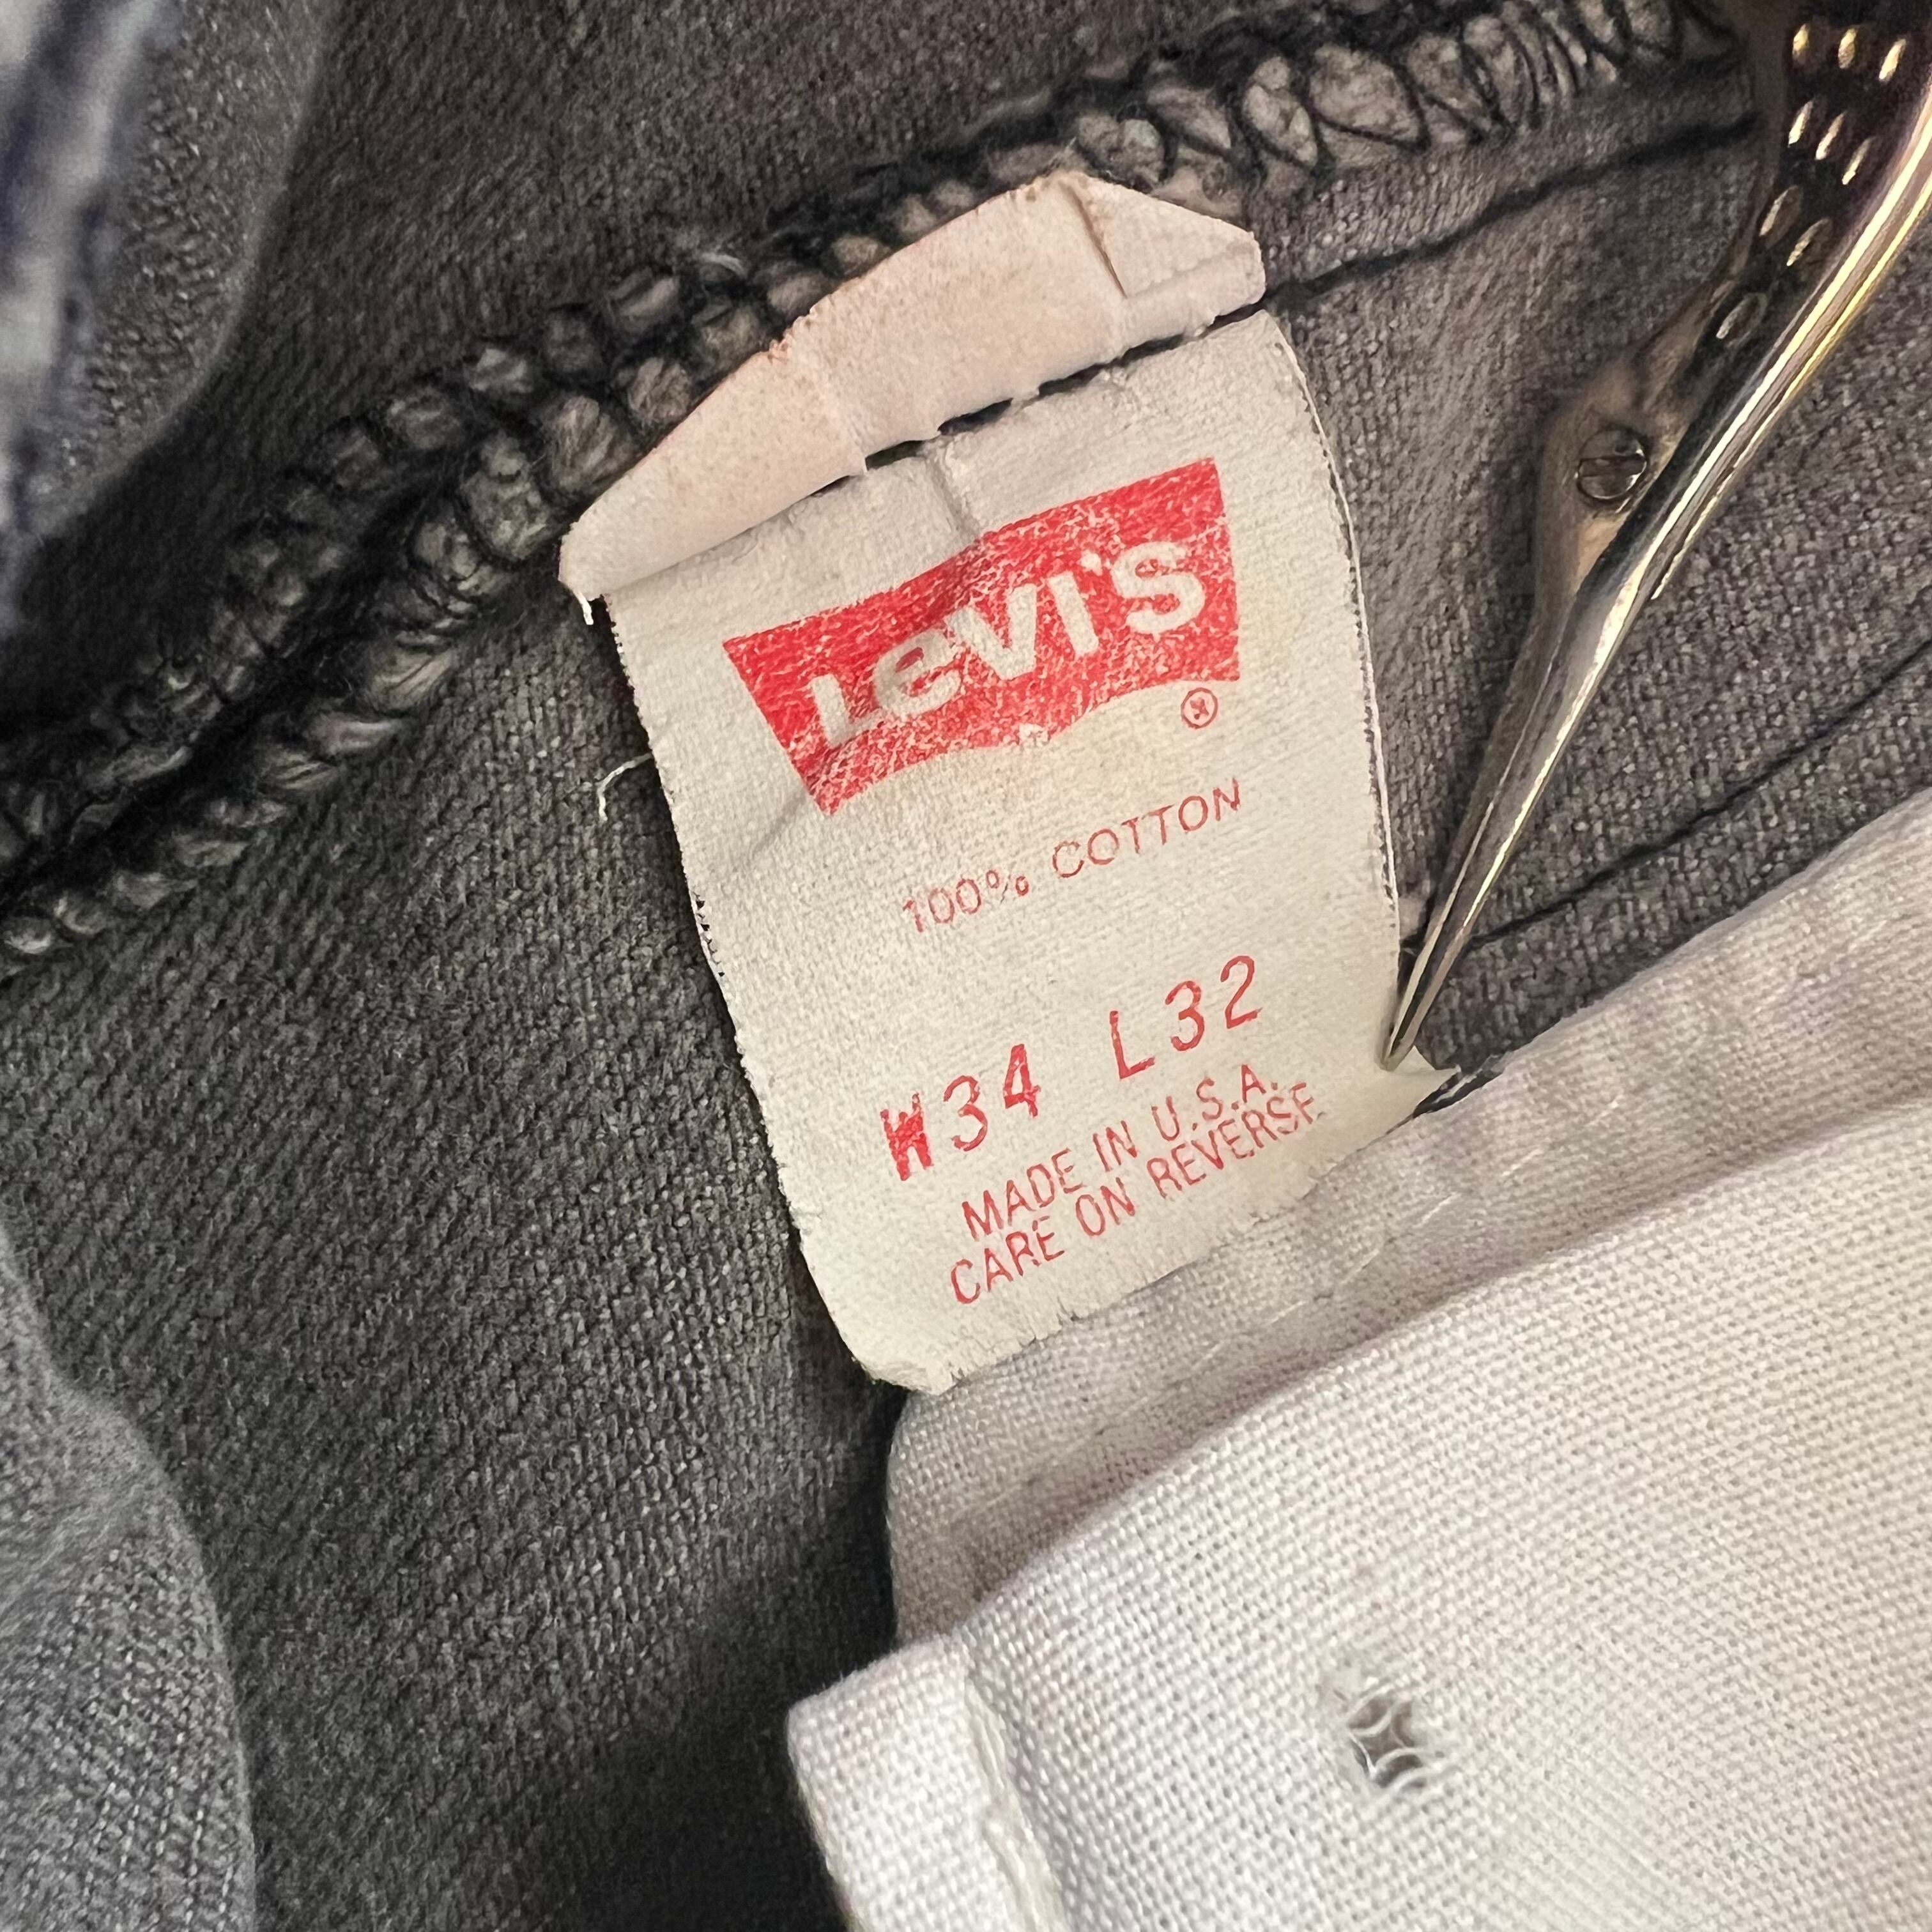 LeVI'S
®
100% COTTON
W34 L32
MADE IN U.S.A.
CARE ON REVERSE